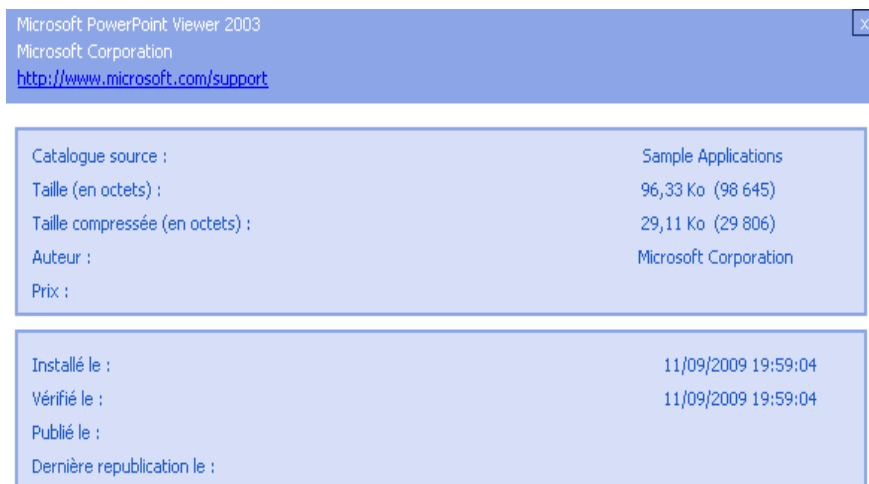 Microsoft PowerPoint Viewer 2003
x
Microsoft Corporation
http://www.microsoft.com/support
Catalogue source : Sample Applications
Taille (en octets) : 96,33 Ko (98 645)
Taille compressée (en octets) : 29,11 Ko (29 806)
Auteur : Microsoft Corporation
Prix :
Installé le : 11/09/2009 19:59:04
Vérifié le : 11/09/2009 19:59:04
Publié le :
Dernière republication le :